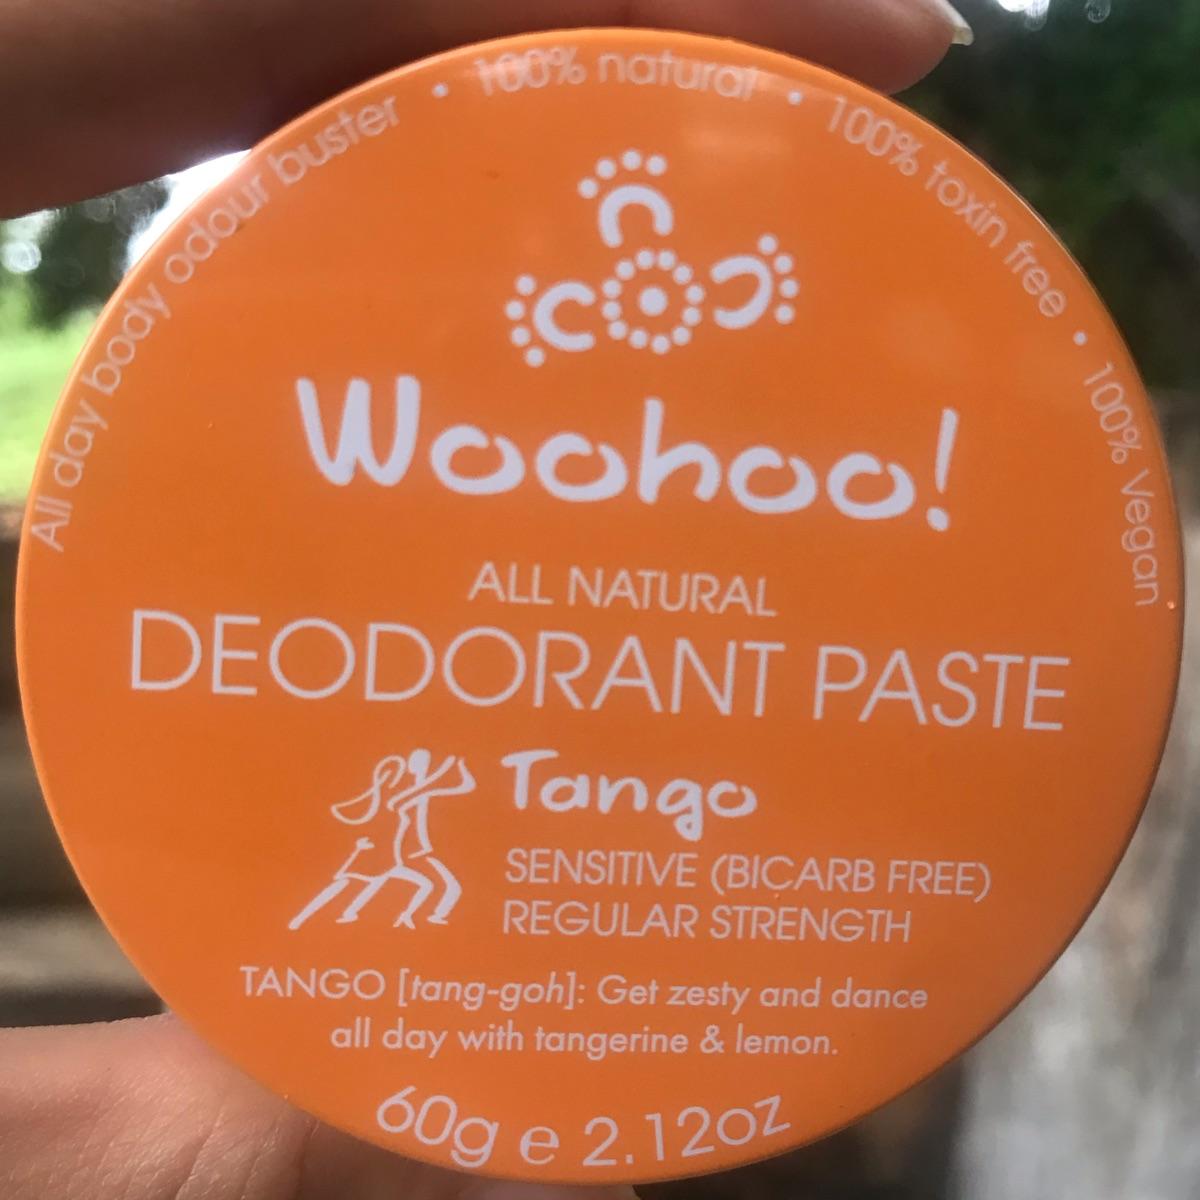 All day body odour buster • 100% natural • 100% toxin free • 100% Vegan
Woohoo!
ALL NATURAL
DEODORANT PASTE
Tango
SENSITIVE (BICARB FREE)
REGULAR STRENGTH
TANGO [tang-goh]: Get zesty and dance
all day with tangerine & lemon.
60g e 2.12oz